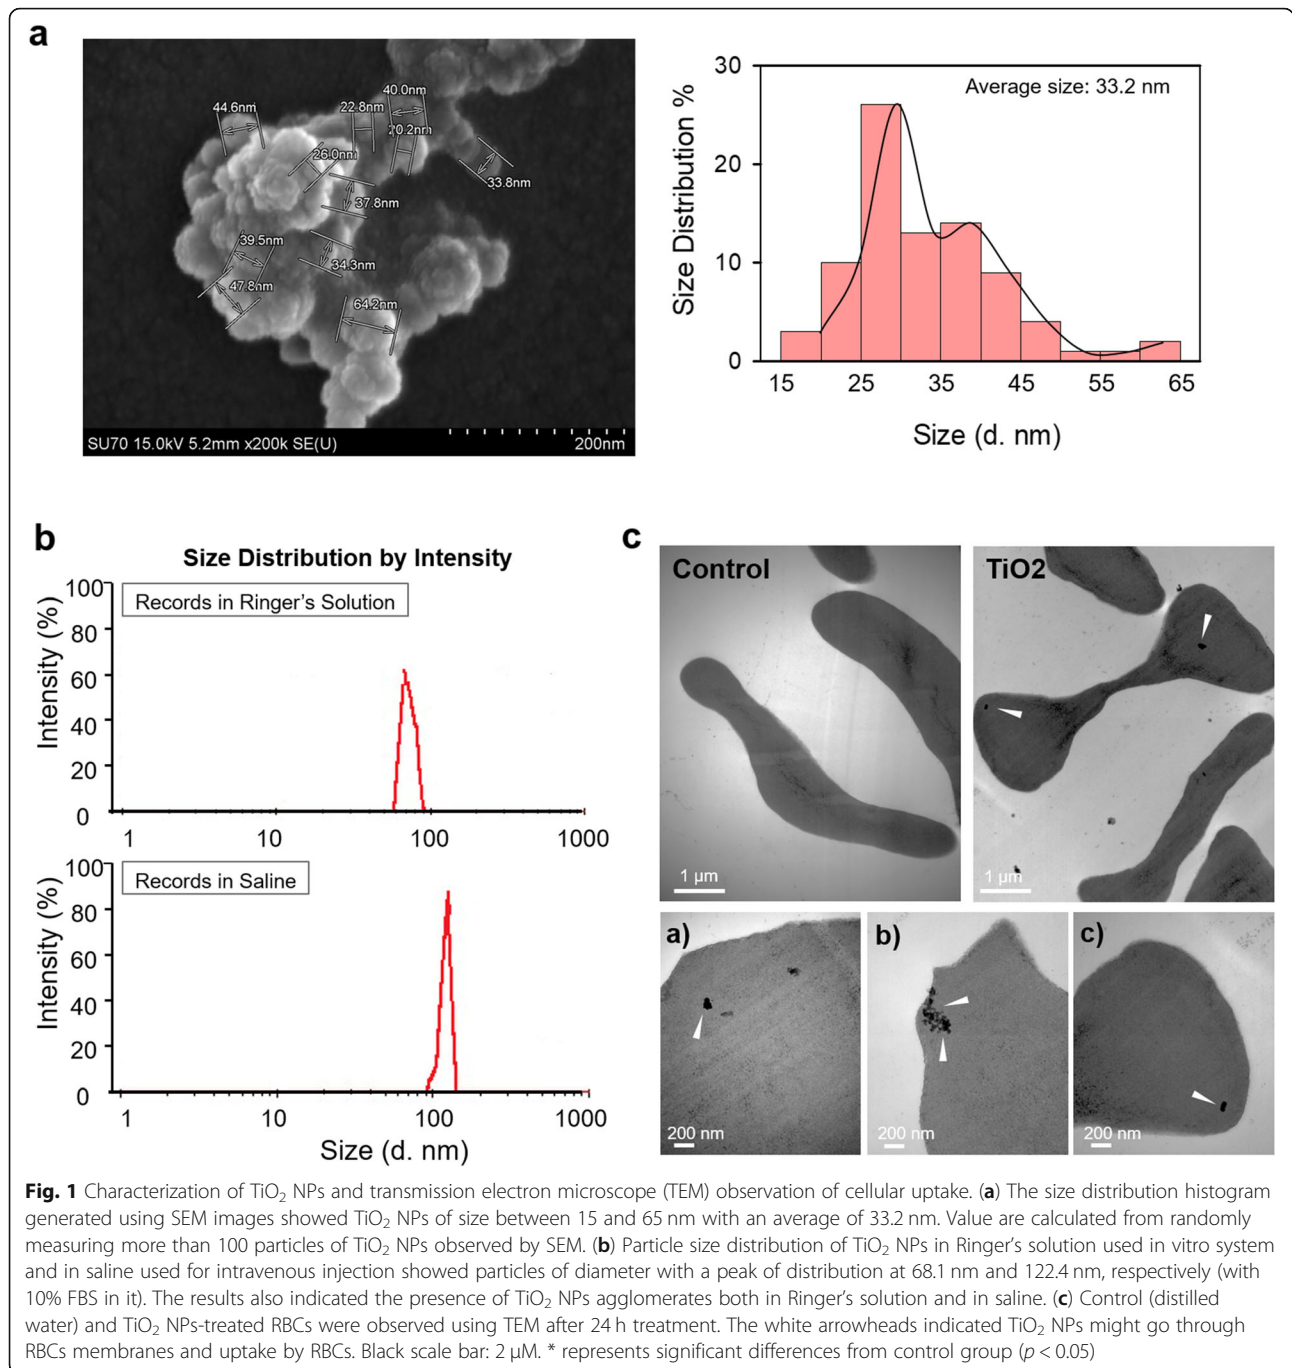 a
44.6nm
22.8nm
40.0nm
20.2nm
26.0nm
33.8nm
37.8nm
39.5nm
34.3nm
47.8nm
64.2nm
SU70 15.0kV 5.2mm x200k SE(U)
200nm
Size Distribution %
30
20
10
0
Average size: 33.2 nm
15 25 35 45 55 65
Size (d. nm)
b
Size Distribution by Intensity
Intensity (%)
100
80
60
40
20
0
Records in Ringer's Solution
1 10 100 1000
Intensity (%)
100
80
60
40
20
0
Records in Saline
1 10 100 1000
Size (d. nm)
c
Control
1 µm
TiO2
1 µm
a)
200 nm
b)
200 nm
c)
200 nm
Fig. 1 Characterization of TiO₂ NPs and transmission electron microscope (TEM) observation of cellular uptake. (a) The size distribution histogram
generated using SEM images showed TiO₂ NPs of size between 15 and 65 nm with an average of 33.2 nm. Value are calculated from randomly
measuring more than 100 particles of TiO₂ NPs observed by SEM. (b) Particle size distribution of TiO₂ NPs in Ringer's solution used in vitro system
and in saline used for intravenous injection showed particles of diameter with a peak of distribution at 68.1 nm and 122.4 nm, respectively (with
10% FBS in it). The results also indicated the presence of TiO₂ NPs agglomerates both in Ringer's solution and in saline. (c) Control (distilled
water) and TiO₂ NPs-treated RBCs were observed using TEM after 24 h treatment. The white arrowheads indicated TiO₂ NPs might go through
RBCs membranes and uptake by RBCs. Black scale bar: 2 µM. * represents significant differences from control group (p < 0.05)